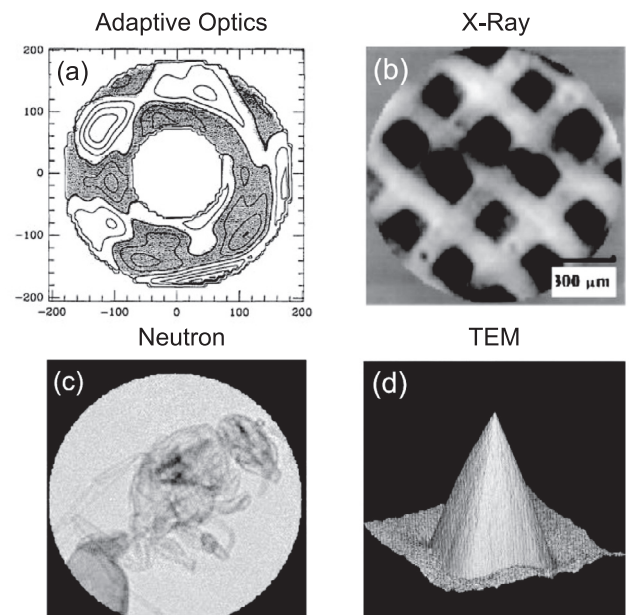 Adaptive Optics
X-Ray
(a)
(b)
200
100
0
−100
−200
−200 −100 0 100 200
300 μm
Neutron
TEM
(c)
(d)